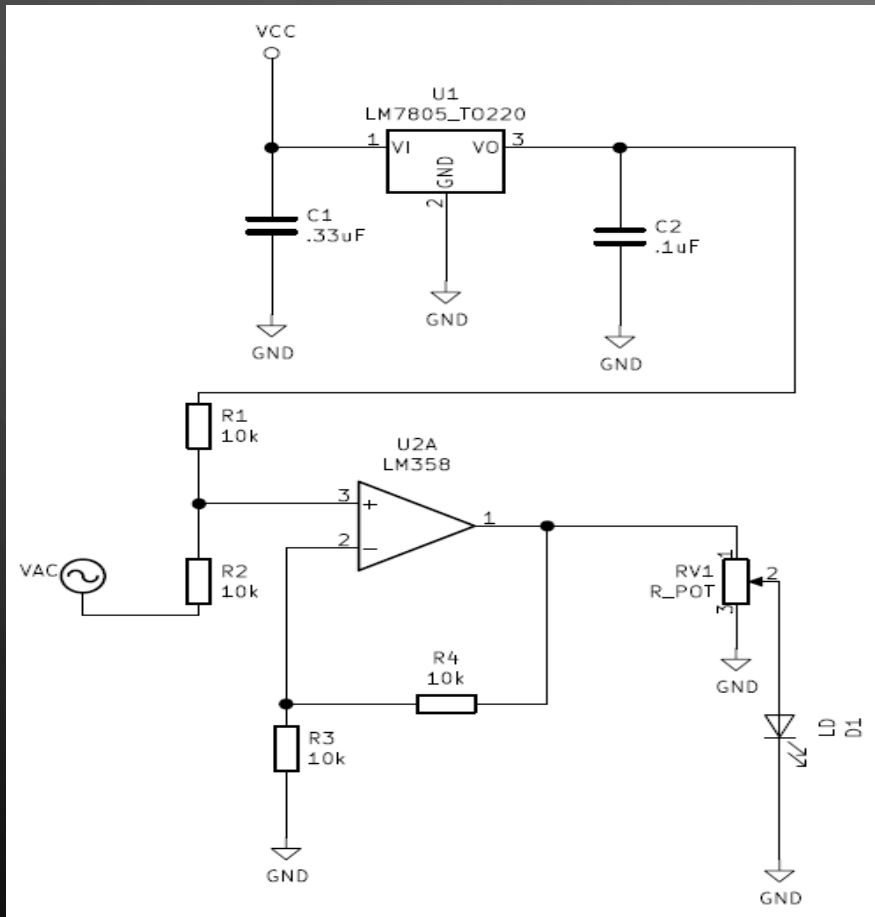 VCC
U1
LM7805_TO220
1
VI
VO
3
GND
2
C1
.33uF
C2
.1uF
GND
GND
GND
R1
10k
U2A
LM358
3
+
1
2
−
VAC
R2
10k
RV1
R_POT
1
2
3
R4
10k
GND
LD
D1
R3
10k
GND
GND